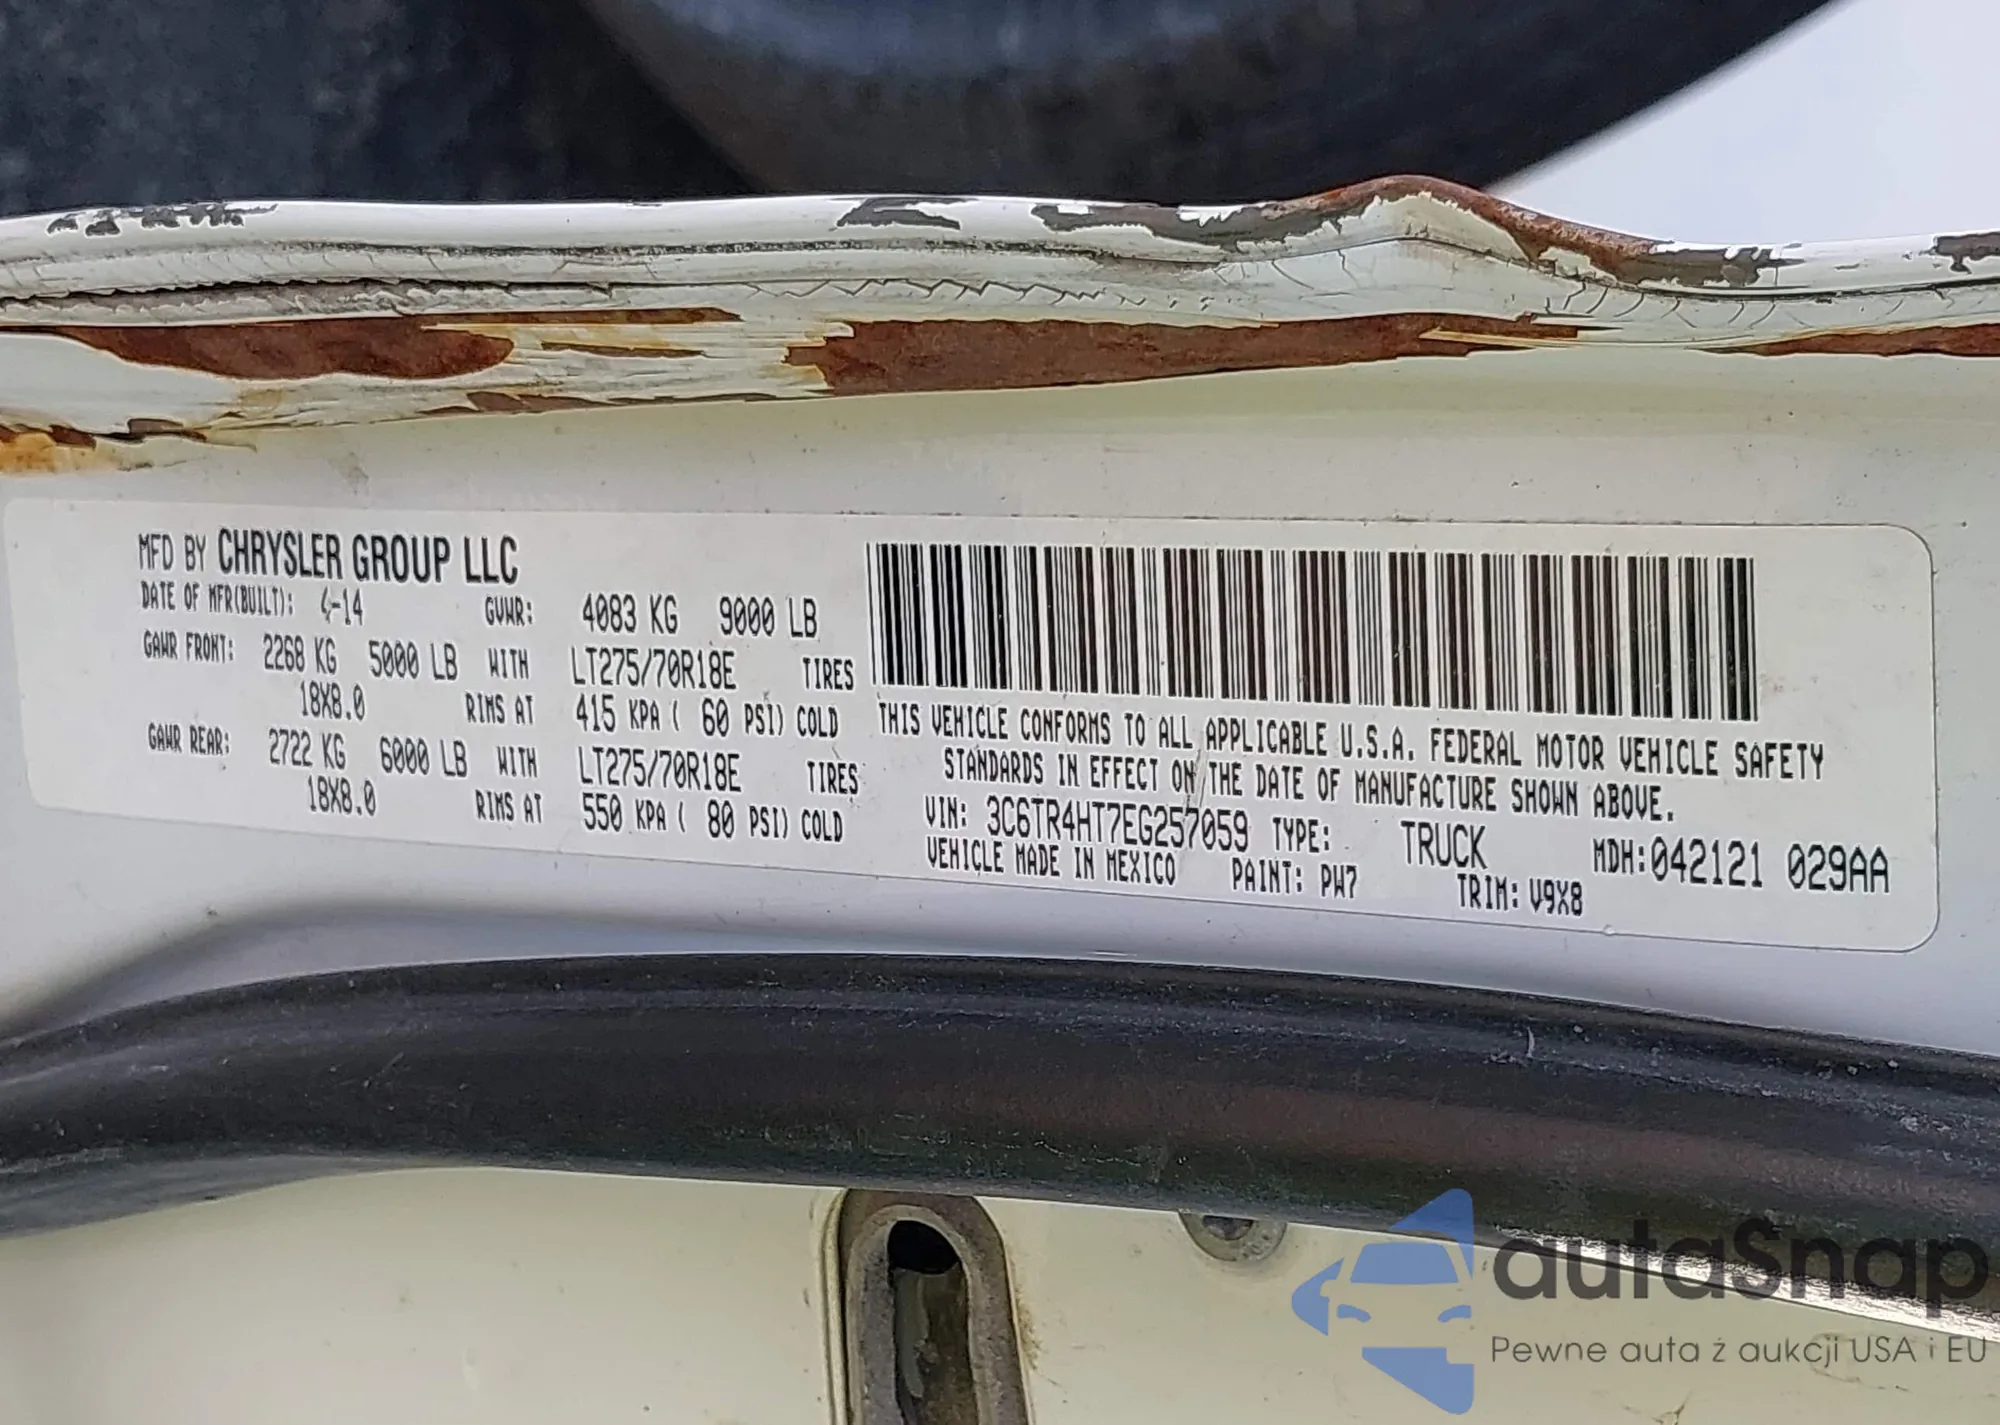 MFD BY CHRYSLER GROUP LLC
DATE OF MFR(BUILT): 4-14 GVWR: 4083 KG 9000 LB
GAWR FRONT: 2268 KG 5000 LB WITH LT275/70R18E TIRES
18X8.0 RIMS AT 415 KPA ( 60 PSI) COLD
GAWR REAR: 2722 KG 6000 LB WITH LT275/70R18E TIRES
18X8.0 RIMS AT 550 KPA ( 80 PSI) COLD
THIS VEHICLE CONFORMS TO ALL APPLICABLE U.S.A. FEDERAL MOTOR VEHICLE SAFETY
STANDARDS IN EFFECT ON THE DATE OF MANUFACTURE SHOWN ABOVE.
VIN: 3C6TR4HT7EG257059 TYPE: TRUCK MDH:042121 029AA
VEHICLE MADE IN MEXICO PAINT: PW7 TRIM: V9X8
autaSnap
Pewne auta z aukcji USA i EU